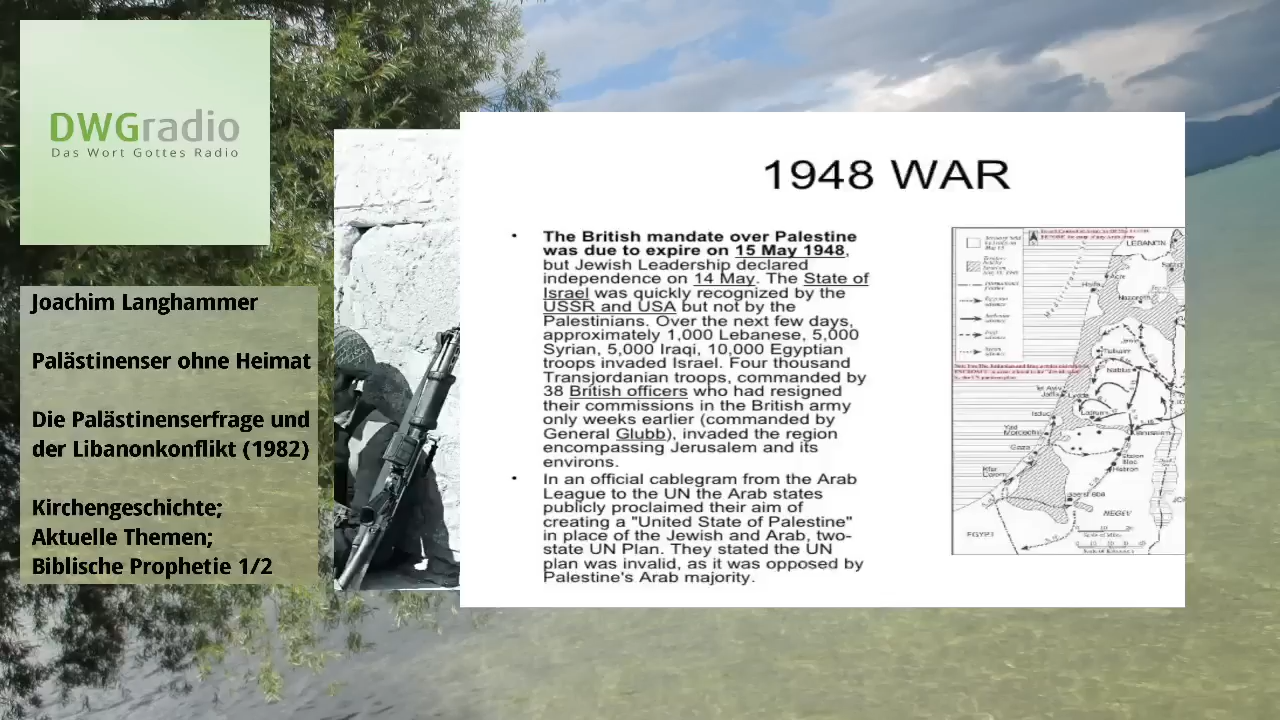 DWGradio
Das Wort Gottes Radio
Joachim Langhammer
Palästinenser ohne Heimat
Die Palästinenserfrage und
der Libanonkonflikt (1982)
Kirchengeschichte;
Aktuelle Themen;
Biblische Prophetie 1/2
1948 WAR
• The British mandate over Palestine
was due to expire on 15 May 1948,
but Jewish Leadership declared
independence on 14 May. The State of
Israel was quickly recognized by the
USSR and USA but not by the
Palestinians. Over the next few days,
approximately 1,000 Lebanese, 5,000
Syrian, 5,000 Iraqi, 10,000 Egyptian
troops invaded Israel. Four thousand
Transjordanian troops, commanded by
38 British officers who had resigned
their commissions in the British army
only weeks earlier (commanded by
General Glubb), invaded the region
encompassing Jerusalem and its
environs.
• In an official cablegram from the Arab
League to the UN the Arab states
publicly proclaimed their aim of
creating a "United State of Palestine"
in place of the Jewish and Arab, two-
state UN Plan. They stated the UN
plan was invalid, as it was opposed by
Palestine's Arab majority.
LEBANON
Acre
Haifa
Nazareth
Jenin
Tulkarm
Nablus
Tel Aviv
Jaffa
Lydda
Latrun
Gaza
Hebron
NEGEV
EGYPT